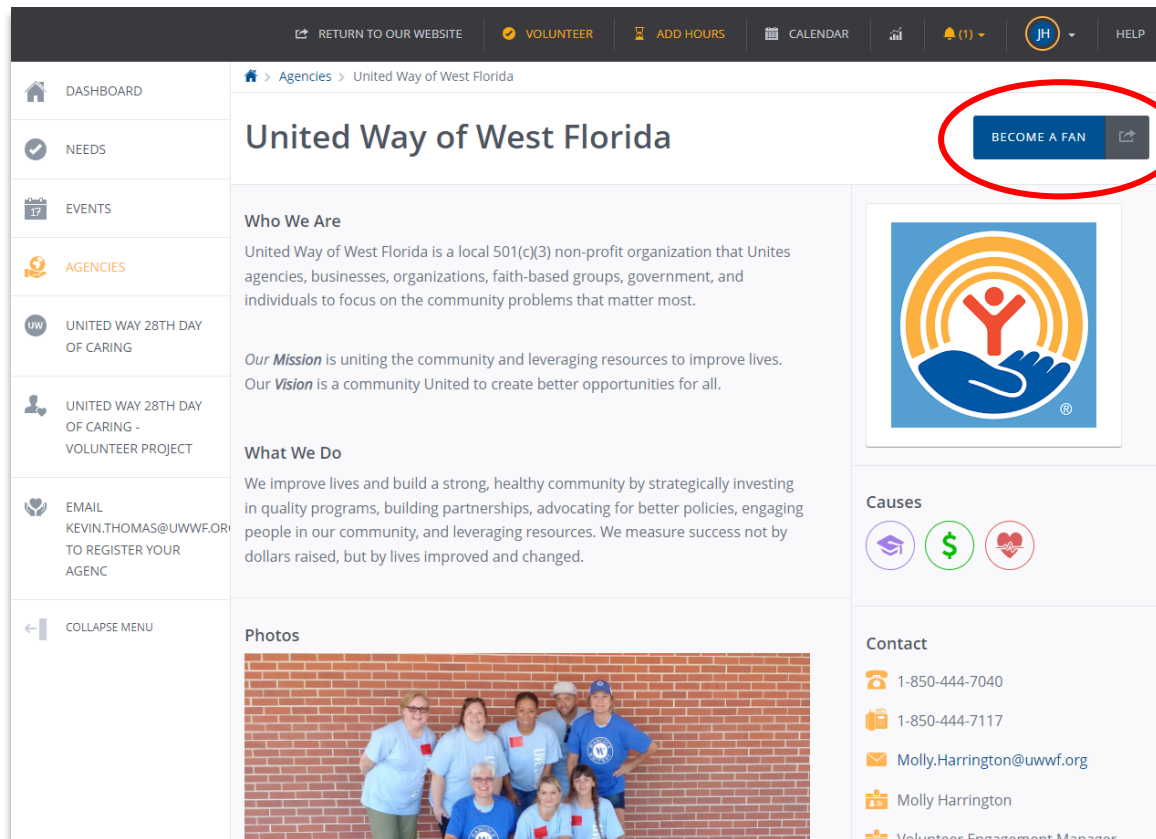 RETURN TO OUR WEBSITE
VOLUNTEER
ADD HOURS
CALENDAR
(1)
JH
HELP
Agencies > United Way of West Florida
DASHBOARD
NEEDS
17
EVENTS
AGENCIES
UW
UNITED WAY 28TH DAY
OF CARING
UNITED WAY 28TH DAY
OF CARING -
VOLUNTEER PROJECT
EMAIL
KEVIN.THOMAS@UWWF.OR
TO REGISTER YOUR
AGENC
COLLAPSE MENU
United Way of West Florida
BECOME A FAN
Who We Are
United Way of West Florida is a local 501(c)(3) non-profit organization that Unites
agencies, businesses, organizations, faith-based groups, government, and
individuals to focus on the community problems that matter most.
Our Mission is uniting the community and leveraging resources to improve lives.
Our Vision is a community United to create better opportunities for all.
What We Do
We improve lives and build a strong, healthy community by strategically investing
in quality programs, building partnerships, advocating for better policies, engaging
people in our community, and leveraging resources. We measure success not by
dollars raised, but by lives improved and changed.
Photos
®
Causes
$
Contact
1-850-444-7040
1-850-444-7117
Molly.Harrington@uwwf.org
Molly Harrington
Volunteer Engagement Manager